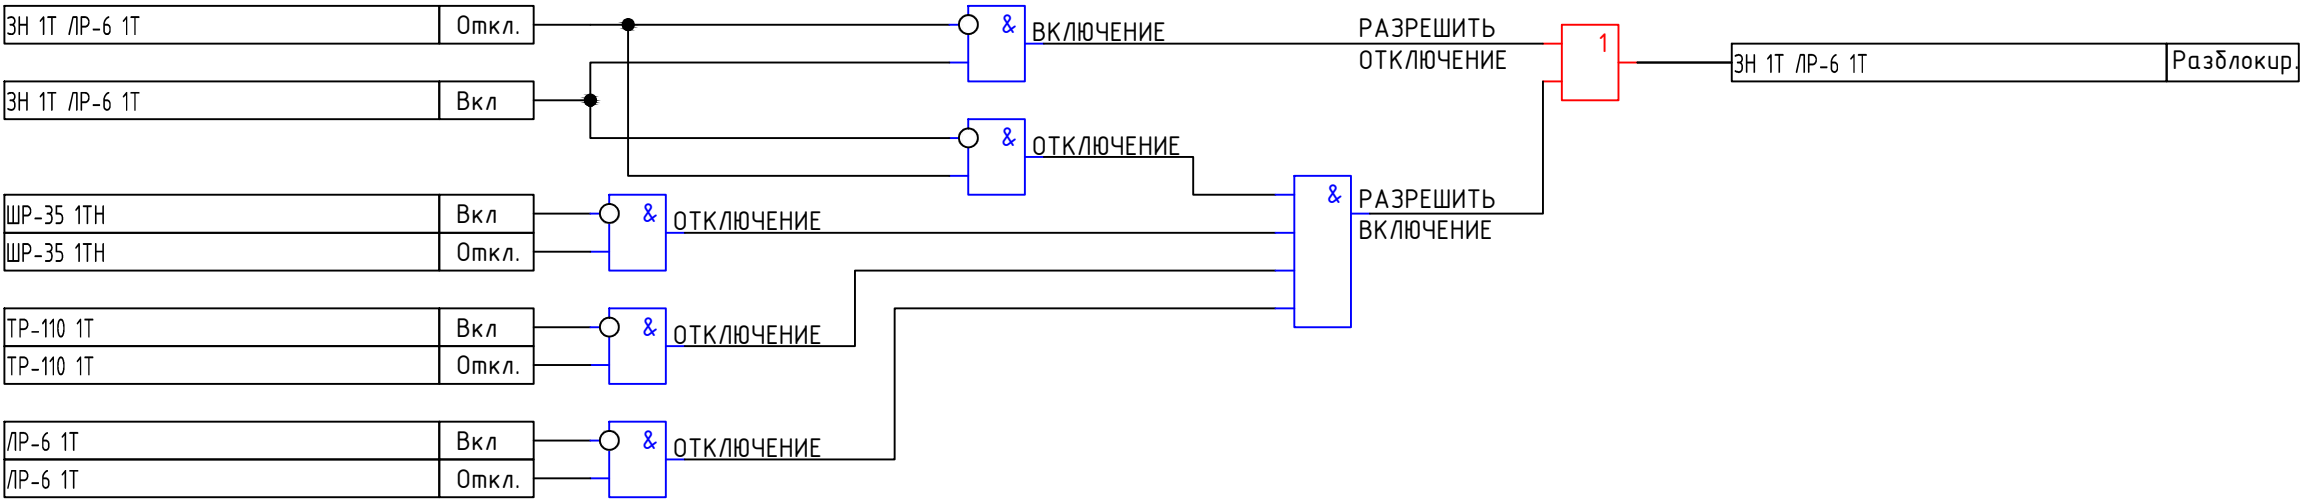 ЗН 1Т ЛР-6 1Т Откл.
& ВКЛЮЧЕНИЕ
РАЗРЕШИТЬ
ОТКЛЮЧЕНИЕ
1
ЗН 1Т ЛР-6 1Т Разблокир.
ЗН 1Т ЛР-6 1Т Вкл
& ОТКЛЮЧЕНИЕ
ШР-35 1ТН Вкл
ШР-35 1ТН Откл.
& ОТКЛЮЧЕНИЕ
&
РАЗРЕШИТЬ
ВКЛЮЧЕНИЕ
ТР-110 1Т Вкл
ТР-110 1Т Откл.
& ОТКЛЮЧЕНИЕ
ЛР-6 1Т Вкл
ЛР-6 1Т Откл.
& ОТКЛЮЧЕНИЕ